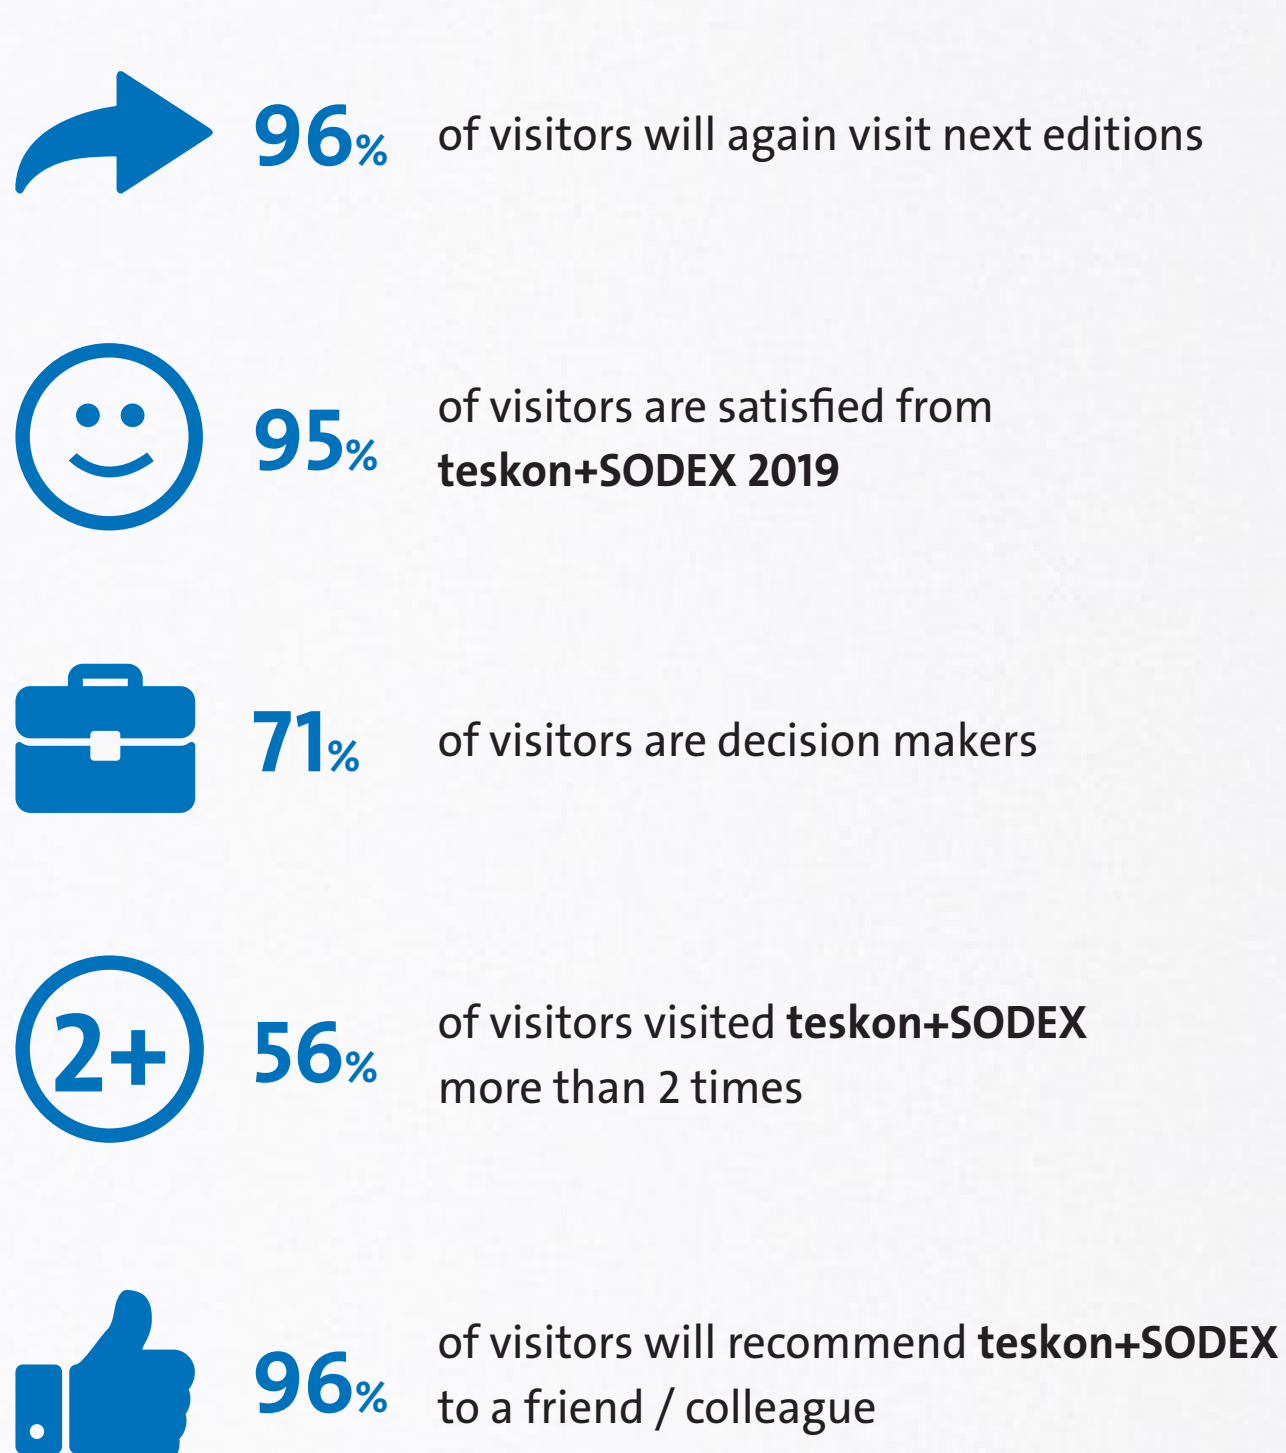 96% of visitors will again visit next editions
95% of visitors are satisfied from
teskon+SODEX 2019
71% of visitors are decision makers
2+ 56% of visitors visited teskon+SODEX
more than 2 times
96% of visitors will recommend teskon+SODEX
to a friend / colleague